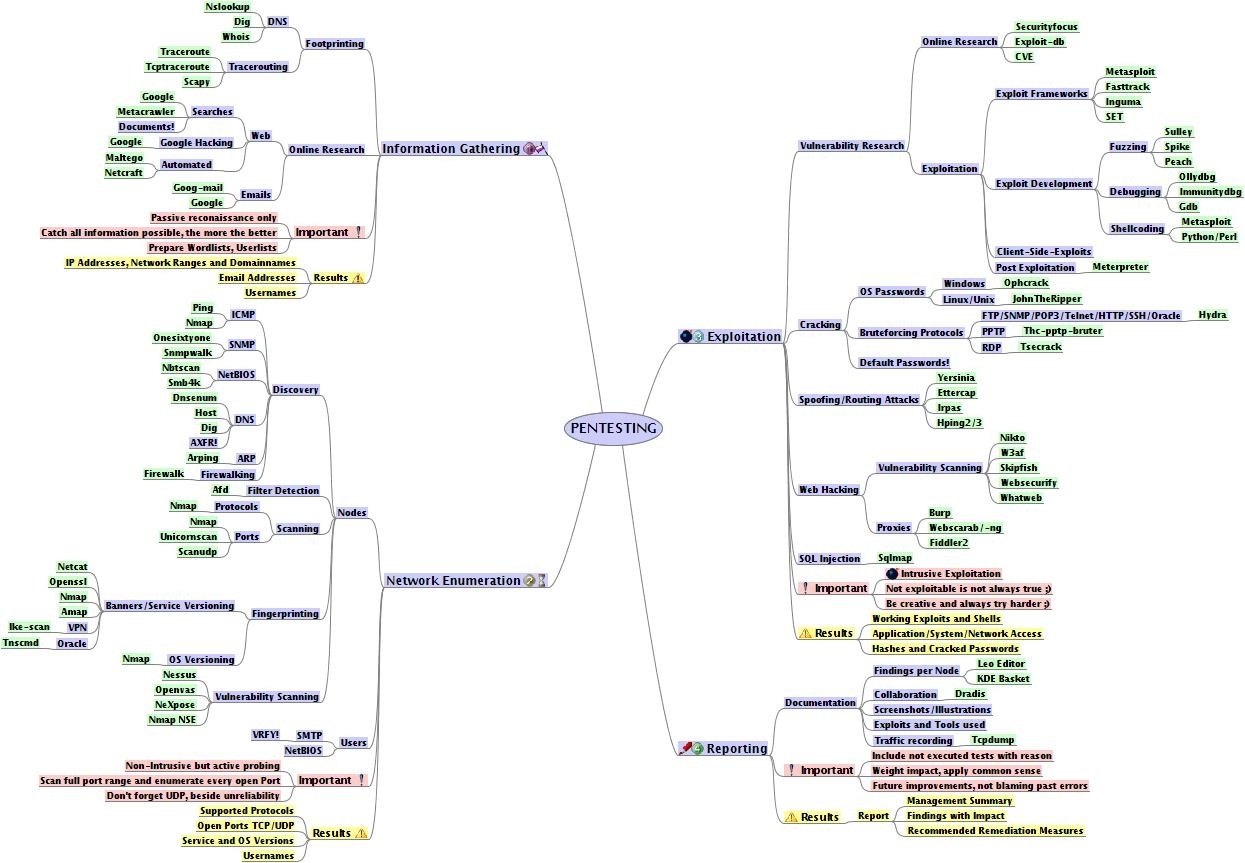 PENTESTING
Information Gathering
Footprinting
DNS
Nslookup
Dig
Whois
Tracerouting
Traceroute
Tcptraceroute
Scapy
Online Research
Web
Searches
Google
Metacrawler
Documents!
Google Hacking
Google
Automated
Maltego
Netcraft
Emails
Goog-mail
Google
Important
Passive reconaissance only
Catch all information possible, the more the better
Prepare Wordlists, Userlists
Results
IP Addresses, Network Ranges and Domainnames
Email Addresses
Usernames
Network Enumeration
Nodes
Discovery
ICMP
Ping
Nmap
SNMP
Onesixtyone
Snmpwalk
NetBIOS
Nbtscan
Smb4k
DNS
Dnsenum
Host
Dig
AXFR!
ARP
Arping
Firewalking
Firewalk
Filter Detection
Afd
Scanning
Protocols
Nmap
Ports
Nmap
Unicornscan
Scanudp
Fingerprinting
Banners/Service Versioning
Netcat
Openssl
Nmap
Amap
VPN
Ike-scan
Oracle
Tnscmd
OS Versioning
Nmap
Vulnerability Scanning
Nessus
Openvas
NeXpose
Nmap NSE
Users
SMTP
VRFY!
NetBIOS
Important
Non-Intrusive but active probing
Scan full port range and enumerate every open Port
Don't forget UDP, beside unreliability
Results
Supported Protocols
Open Ports TCP/UDP
Service and OS Versions
Usernames
Exploitation
Vulnerability Research
Online Research
Securityfocus
Exploit-db
CVE
Exploitation
Exploit Frameworks
Metasploit
Fasttrack
Inguma
SET
Exploit Development
Fuzzing
Sulley
Spike
Peach
Debugging
Ollydbg
Immunitydbg
Gdb
Shellcoding
Metasploit
Python/Perl
Client-Side-Exploits
Post Exploitation
Meterpreter
Cracking
OS Passwords
Windows
Ophcrack
Linux/Unix
JohnTheRipper
Bruteforcing Protocols
FTP/SNMP/POP3/Telnet/HTTP/SSH/Oracle
Hydra
PPTP
Thc-pptp-bruter
RDP
Tsecrack
Default Passwords!
Spoofing/Routing Attacks
Yersinia
Ettercap
Irpas
Hping2/3
Web Hacking
Vulnerability Scanning
Nikto
W3af
Skipfish
Websecurify
Whatweb
Proxies
Burp
Webscarab/-ng
Fiddler2
SQL Injection
Sqlmap
Important
Intrusive Exploitation
Not exploitable is not always true ;)
Be creative and always try harder ;)
Results
Working Exploits and Shells
Application/System/Network Access
Hashes and Cracked Passwords
Reporting
Documentation
Findings per Node
Leo Editor
KDE Basket
Collaboration
Dradis
Screenshots/Illustrations
Exploits and Tools used
Traffic recording
Tcpdump
Important
Include not executed tests with reason
Weight impact, apply common sense
Future improvements, not blaming past errors
Results
Report
Management Summary
Findings with Impact
Recommended Remediation Measures